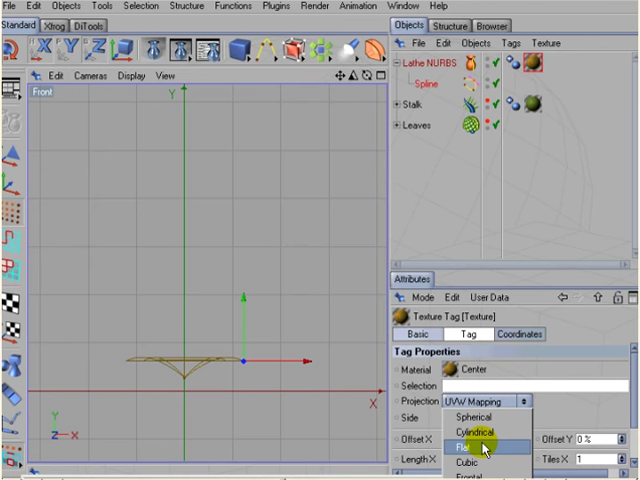 File Edit Objects Tools Selection Structure Functions Plugins Render Animation Window Help
Standard Xfrog DiTools
Objects Structure Browser
File Edit Objects Tags Texture
Edit Cameras Display View
Front
Y
Lathe NURBS
Spline
Stalk
Leaves
X
Y
Z X
Attributes
Mode Edit User Data
Texture Tag [Texture]
Basic Tag Coordinates
Tag Properties
Material Center
Selection
Projection UVW Mapping
Side
Spherical
Cylindrical
Flat
Cubic
Frontal
Offset X Offset Y 0 %
Length X Tiles X 1